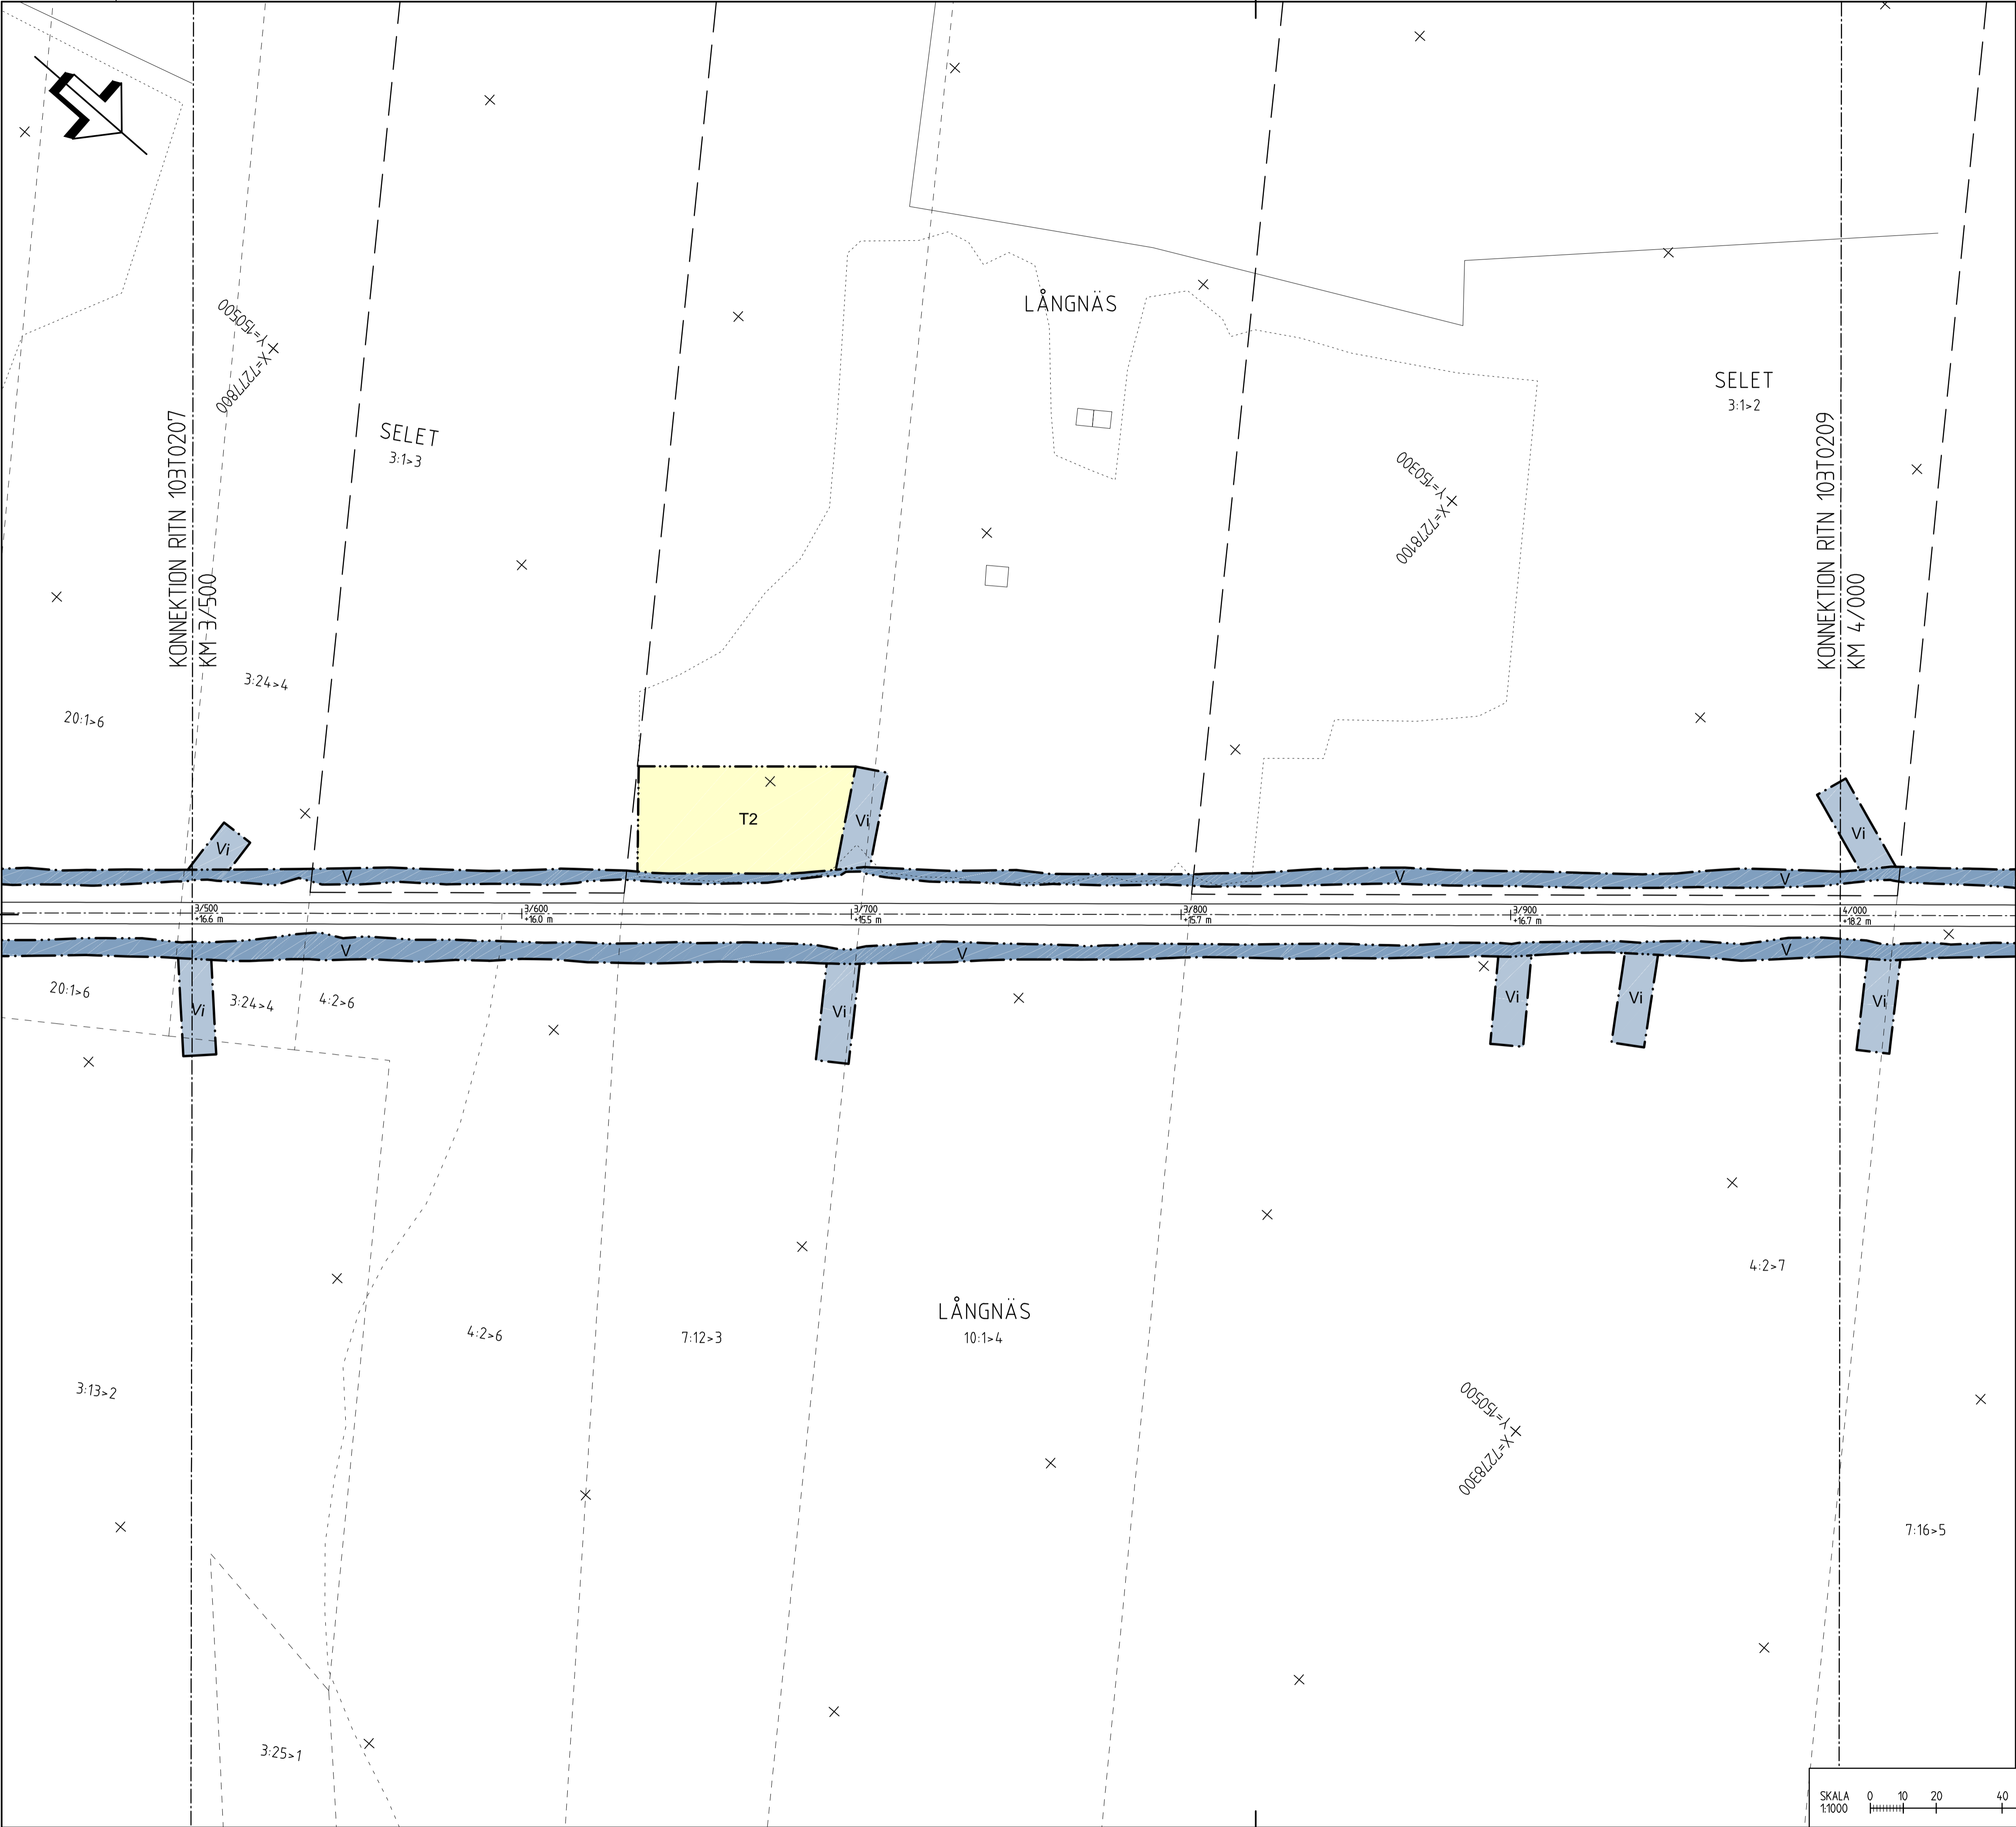 LÅNGNÄS
Y=150500
X=7277800
SELET
3:1>2
KONNEKTION RITN 103T0207
KM 3/500
KONNEKTION RITN 103T0209
KM 4/000
SELET
3:1>3
Y=150300
X=7278100
3:24>4
20:1>6
T2
Vi
Vi
Vi
V
V
V
3/500
+16.6 m
3/600
+16.0 m
3/700
+15.5 m
3/800
+15.7 m
3/900
+16.7 m
4/000
+18.2 m
V
V
V
20:1>6
3:24>4
4:2>6
Vi
Vi
Vi
Vi
Vi
4:2>7
LÅNGNÄS
10:1>4
4:2>6
7:12>3
3:13>2
Y=150500
X=7278300
7:16>5
3:25>1
SKALA
1:1000
0 10 20 40